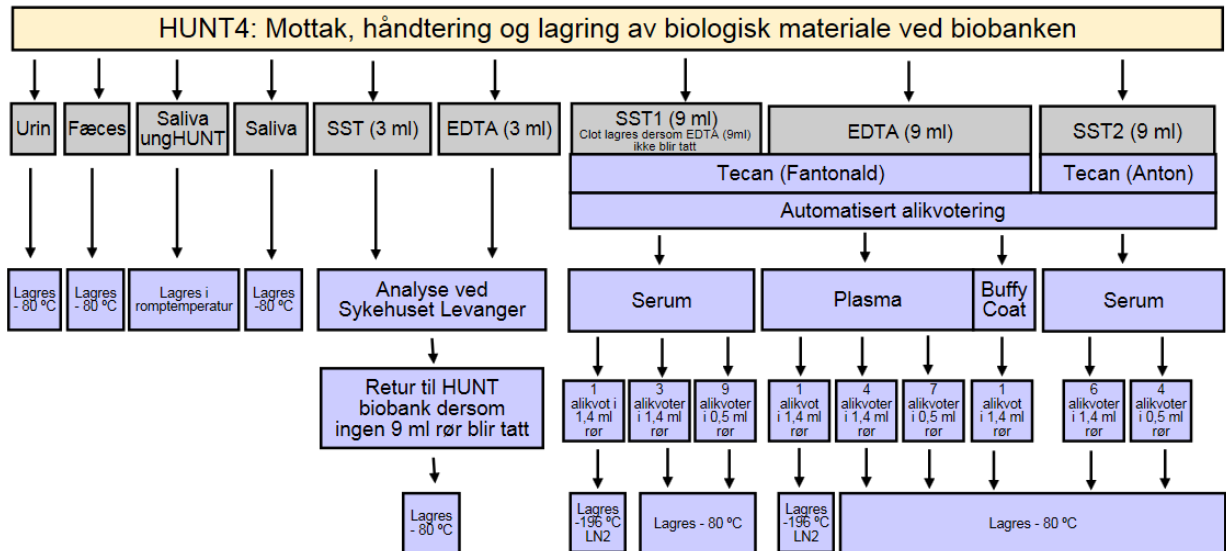 HUNT4: Mottak, håndtering og lagring av biologisk materiale ved biobanken
Urin
Fæces
Saliva
ungHUNT
Saliva
SST (3 ml)
EDTA (3 ml)
SST1 (9 ml)
Clot lagres dersom EDTA (9ml)
ikke blir tatt
EDTA (9 ml)
SST2 (9 ml)
Tecan (Fantonald)
Tecan (Anton)
Automatisert alikvotering
Lagres
- 80 ºC
Lagres
- 80 ºC
Lagres i
romptemperatur
Lagres
-80 ºC
Analyse ved
Sykehuset Levanger
Serum
Plasma
Buffy
Coat
Serum
Retur til HUNT
biobank dersom
ingen 9 ml rør blir tatt
1
alikvot i
1,4 ml
rør
3
alikvoter
i 1,4 ml
rør
9
alikvoter
i 0,5 ml
rør
1
alikvot i
1,4 ml
rør
4
alikvoter
i 1,4 ml
rør
7
alikvoter
i 0,5 ml
rør
1
alikvot
i 1,4 ml
rør
6
alikvoter
i 1,4 ml
rør
4
alikvoter
i 0,5 ml
rør
Lagres
- 80 ºC
Lagres
-196 ºC
LN2
Lagres - 80 ºC
Lagres
-196 ºC
LN2
Lagres - 80 ºC